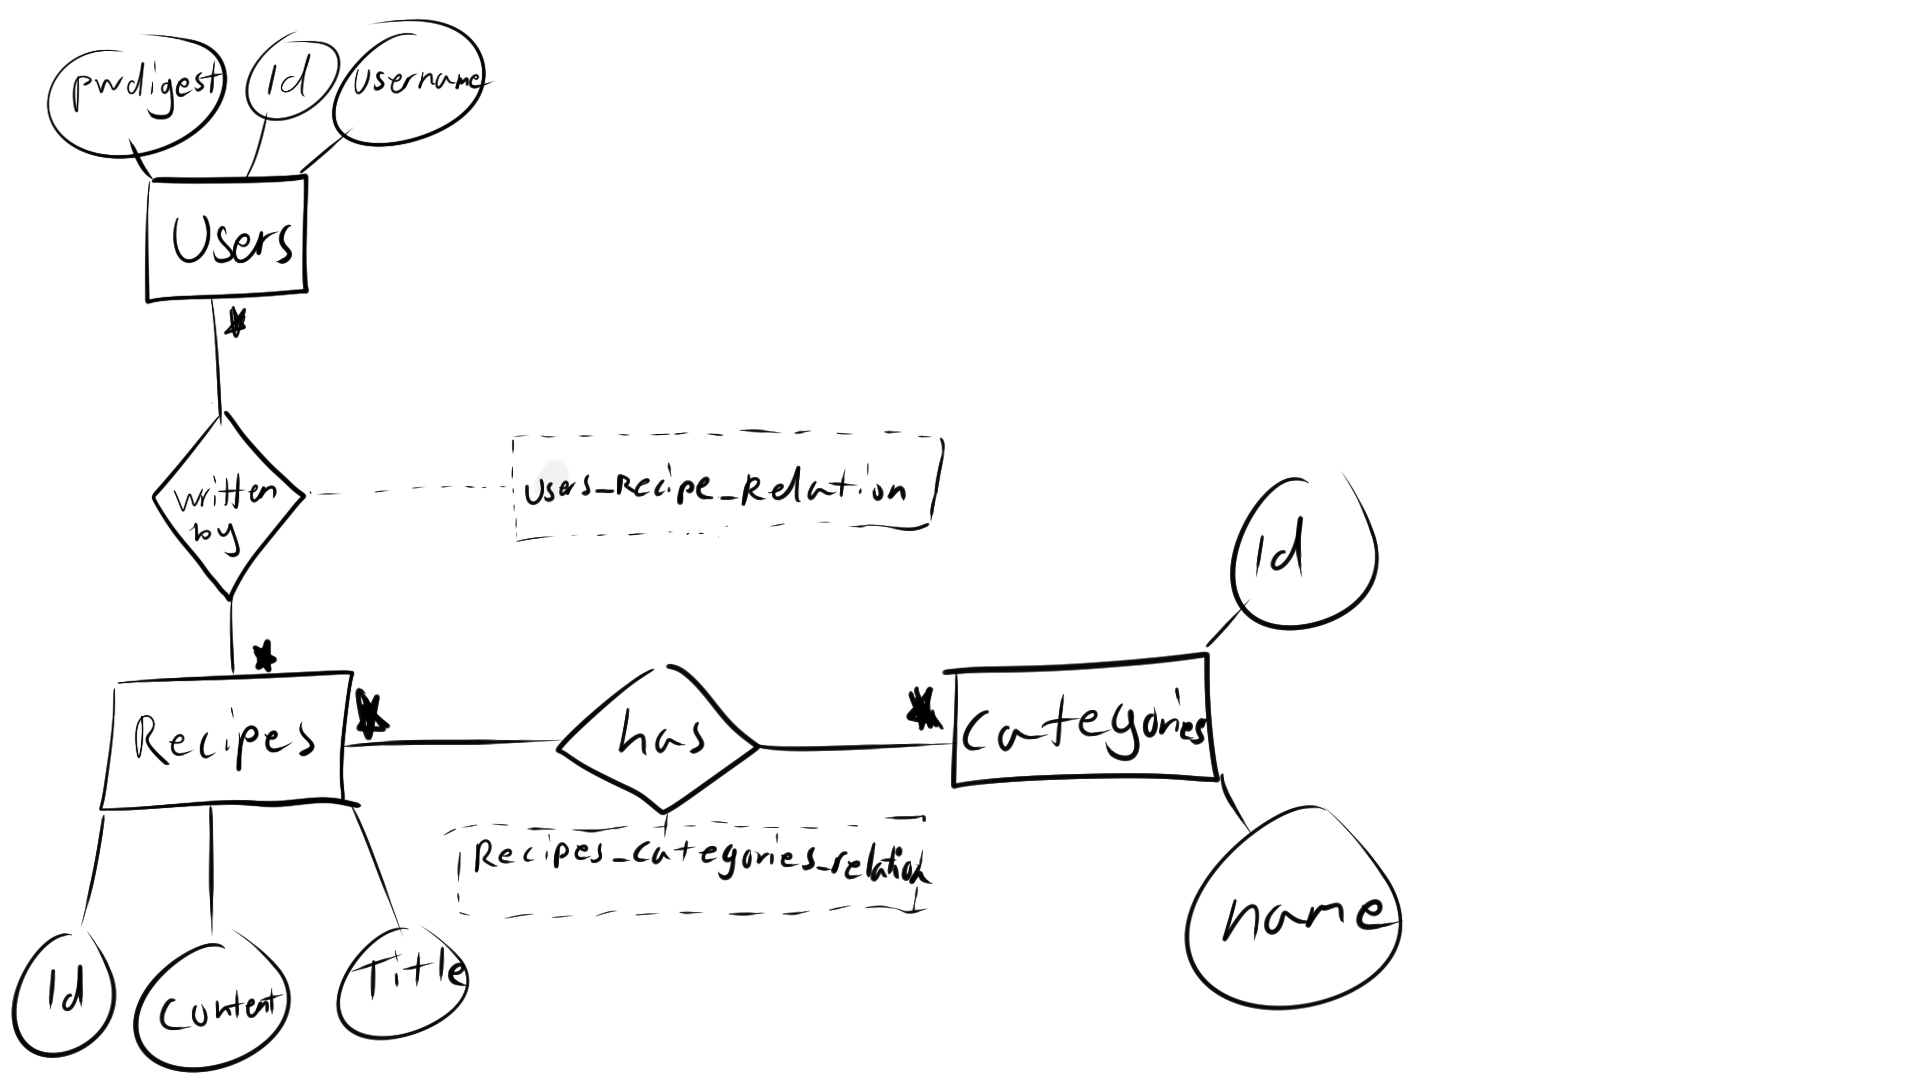 pwdigest
Id
Username
Users
written
by
Users_Recipe_Relation
Id
Recipes
has
Categories
Recipes_Categories_relation
name
Id
Content
Title